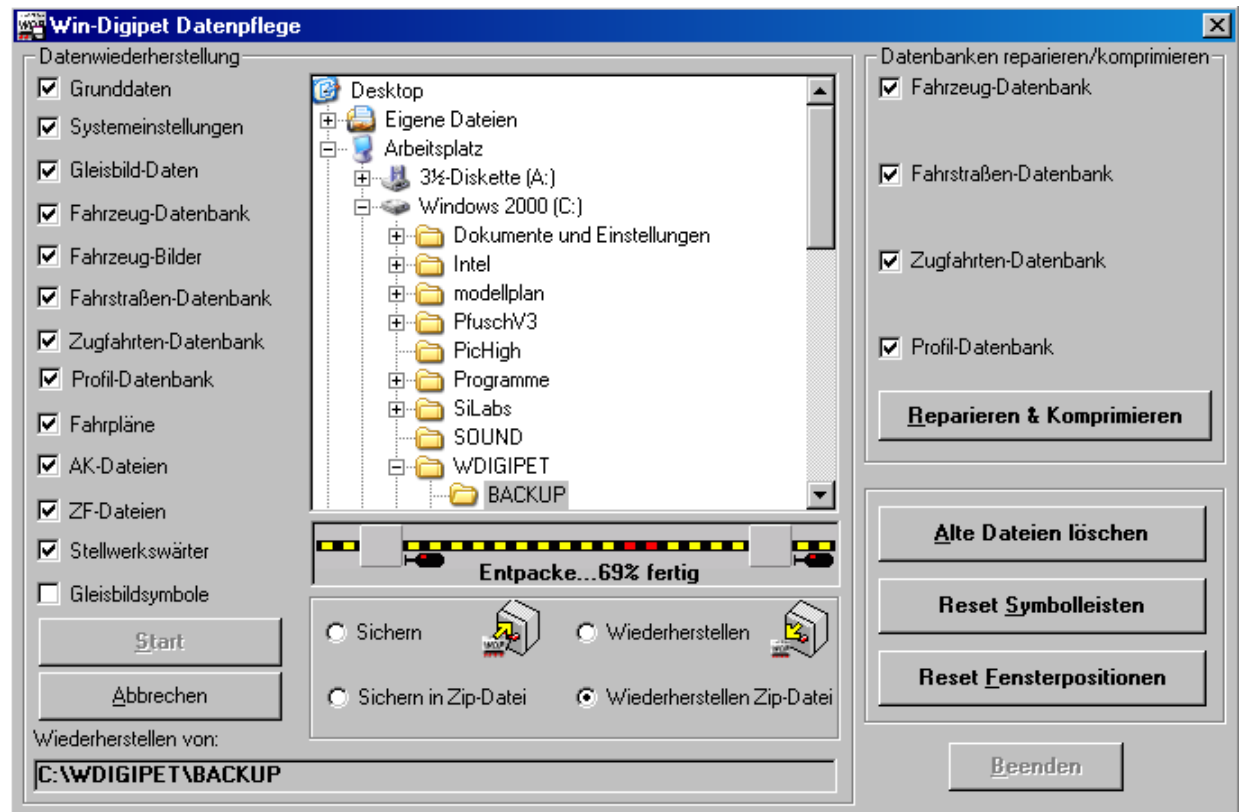 Win-Digipet Datenpflege
Datenwiederherstellung
Grunddaten
Systemeinstellungen
Gleisbild-Daten
Fahrzeug-Datenbank
Fahrzeug-Bilder
Fahrstraßen-Datenbank
Zugfahrten-Datenbank
Profil-Datenbank
Fahrpläne
AK-Dateien
ZF-Dateien
Stellwerkswärter
Gleisbildsymbole
Start
Abbrechen
Desktop
Eigene Dateien
Arbeitsplatz
3½-Diskette (A:)
Windows 2000 (C:)
Dokumente und Einstellungen
Intel
modellplan
PfuschV3
PicHigh
Programme
SiLabs
SOUND
WDIGIPET
BACKUP
Entpacke...69% fertig
Sichern
Wiederherstellen
Sichern in Zip-Datei
Wiederherstellen Zip-Datei
Wiederherstellen von:
C:\WDIGIPET\BACKUP
Datenbanken reparieren/komprimieren
Fahrzeug-Datenbank
Fahrstraßen-Datenbank
Zugfahrten-Datenbank
Profil-Datenbank
Reparieren & Komprimieren
Alte Dateien löschen
Reset Symbolleisten
Reset Fensterpositionen
Beenden